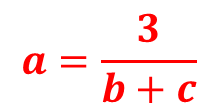 a = 3 / (b + c)